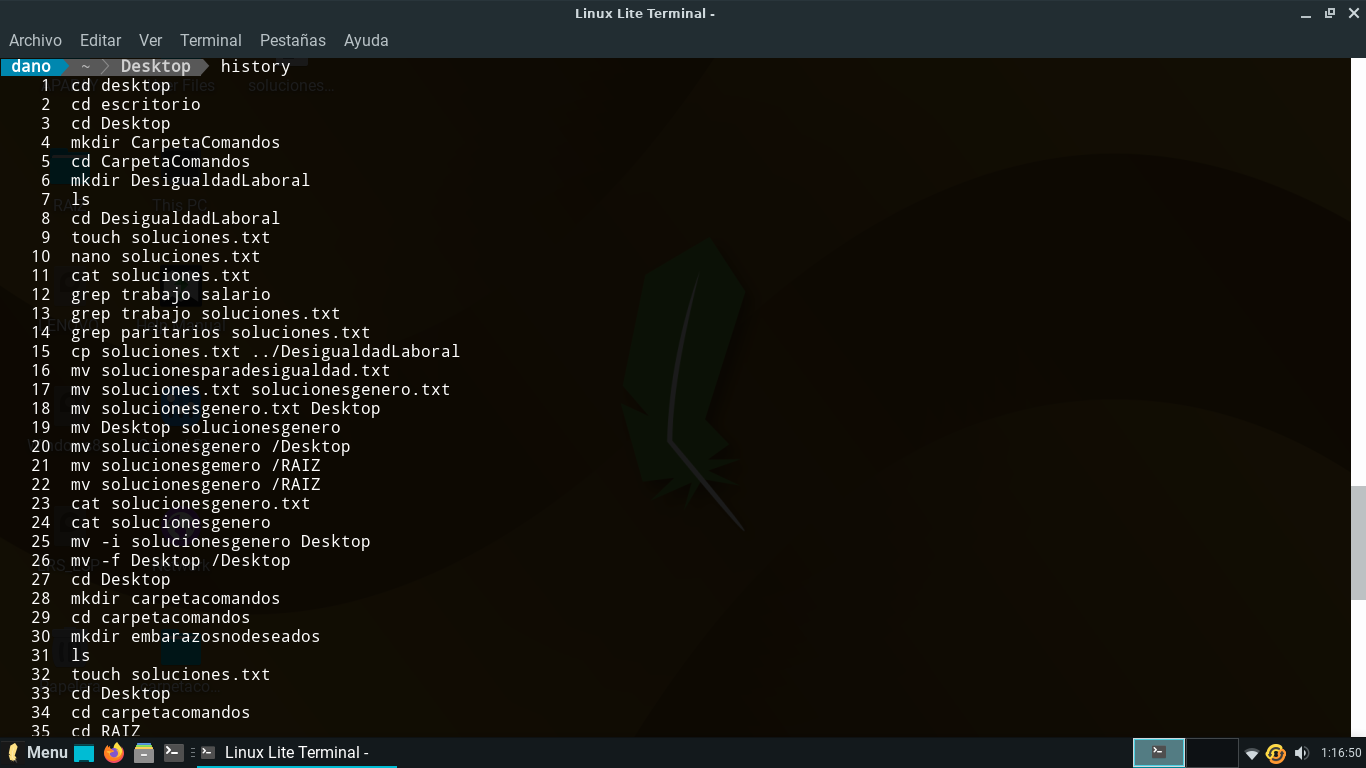 Linux Lite Terminal -
Archivo Editar Ver Terminal Pestañas Ayuda
dano ~ Desktop history
1 cd desktop
2 cd escritorio
3 cd Desktop
4 mkdir CarpetaComandos
5 cd CarpetaComandos
6 mkdir DesigualdadLaboral
7 ls
8 cd DesigualdadLaboral
9 touch soluciones.txt
10 nano soluciones.txt
11 cat soluciones.txt
12 grep trabajo salario
13 grep trabajo soluciones.txt
14 grep paritarios soluciones.txt
15 cp soluciones.txt ../DesigualdadLaboral
16 mv solucionesparadesigualdad.txt
17 mv soluciones.txt solucionesgenero.txt
18 mv solucionesgenero.txt Desktop
19 mv Desktop solucionesgenero
20 mv solucionesgenero /Desktop
21 mv solucionesgemero /RAIZ
22 mv solucionesgenero /RAIZ
23 cat solucionesgenero.txt
24 cat solucionesgenero
25 mv -i solucionesgenero Desktop
26 mv -f Desktop /Desktop
27 cd Desktop
28 mkdir carpetacomandos
29 cd carpetacomandos
30 mkdir embarazosnodeseados
31 ls
32 touch soluciones.txt
33 cd Desktop
34 cd carpetacomandos
35 cd RAIZ
Menu Linux Lite Terminal - 1:16:50